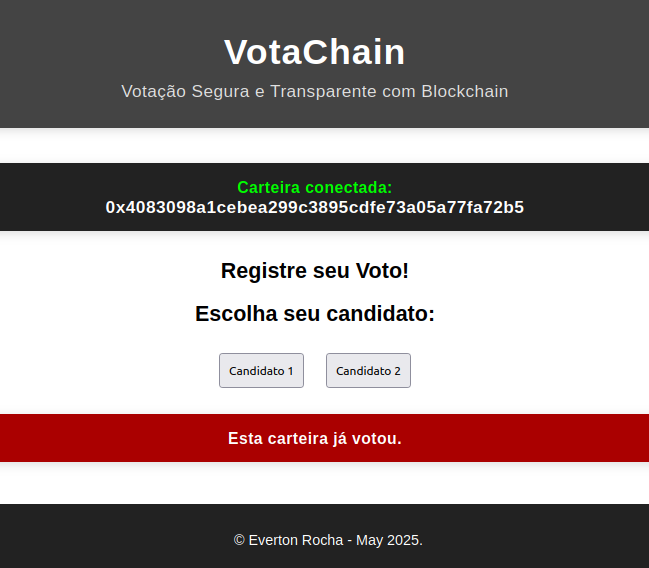 VotaChain
Votação Segura e Transparente com Blockchain
Carteira conectada:
0x4083098a1cebea299c3895cdfe73a05a77fa72b5
Registre seu Voto!
Escolha seu candidato:
Candidato 1 Candidato 2
Esta carteira já votou.
© Everton Rocha - May 2025.